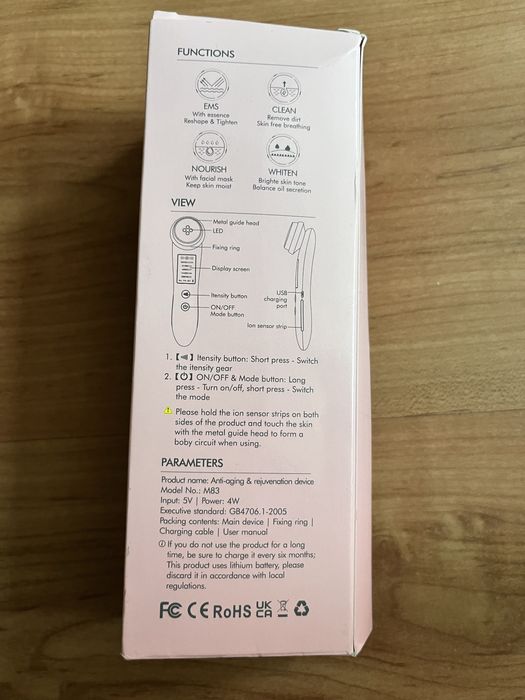 FUNCTIONS
EMS
With essence
Reshape & Tighten
CLEAN
Remove dirt
Skin free breathing
NOURISH
With facial mask
Keep skin moist
WHITEN
Brighte skin tone
Balance oil secretion
VIEW
Metal guide head
LED
Fixing ring
Display screen
Itensity button
ON/OFF
Mode button
USB
charging
port
Ion sensor strip
1. 【◀】 Itensity button: Short press - Switch
the itensity gear
2. 【⏻】 ON/OFF & Mode button: Long
press - Turn on/off, short press - Switch
the mode
⚠ Please hold the ion sensor strips on both
sides of the product and touch the skin
with the metal guide head to form a
boby circuit when using.
PARAMETERS
Product name: Anti-aging & rejuvenation device
Model No.: M83
Input: 5V | Power: 4W
Executive standard: GB4706.1-2005
Packing contents: Main device | Fixing ring |
Charging cable | User manual
ⓘ If you do not use the product for a long
time, be sure to charge it every six months;
This product uses lithium battery, please
discard it in accordance with local
regulations.
FC CE RoHS UK CA